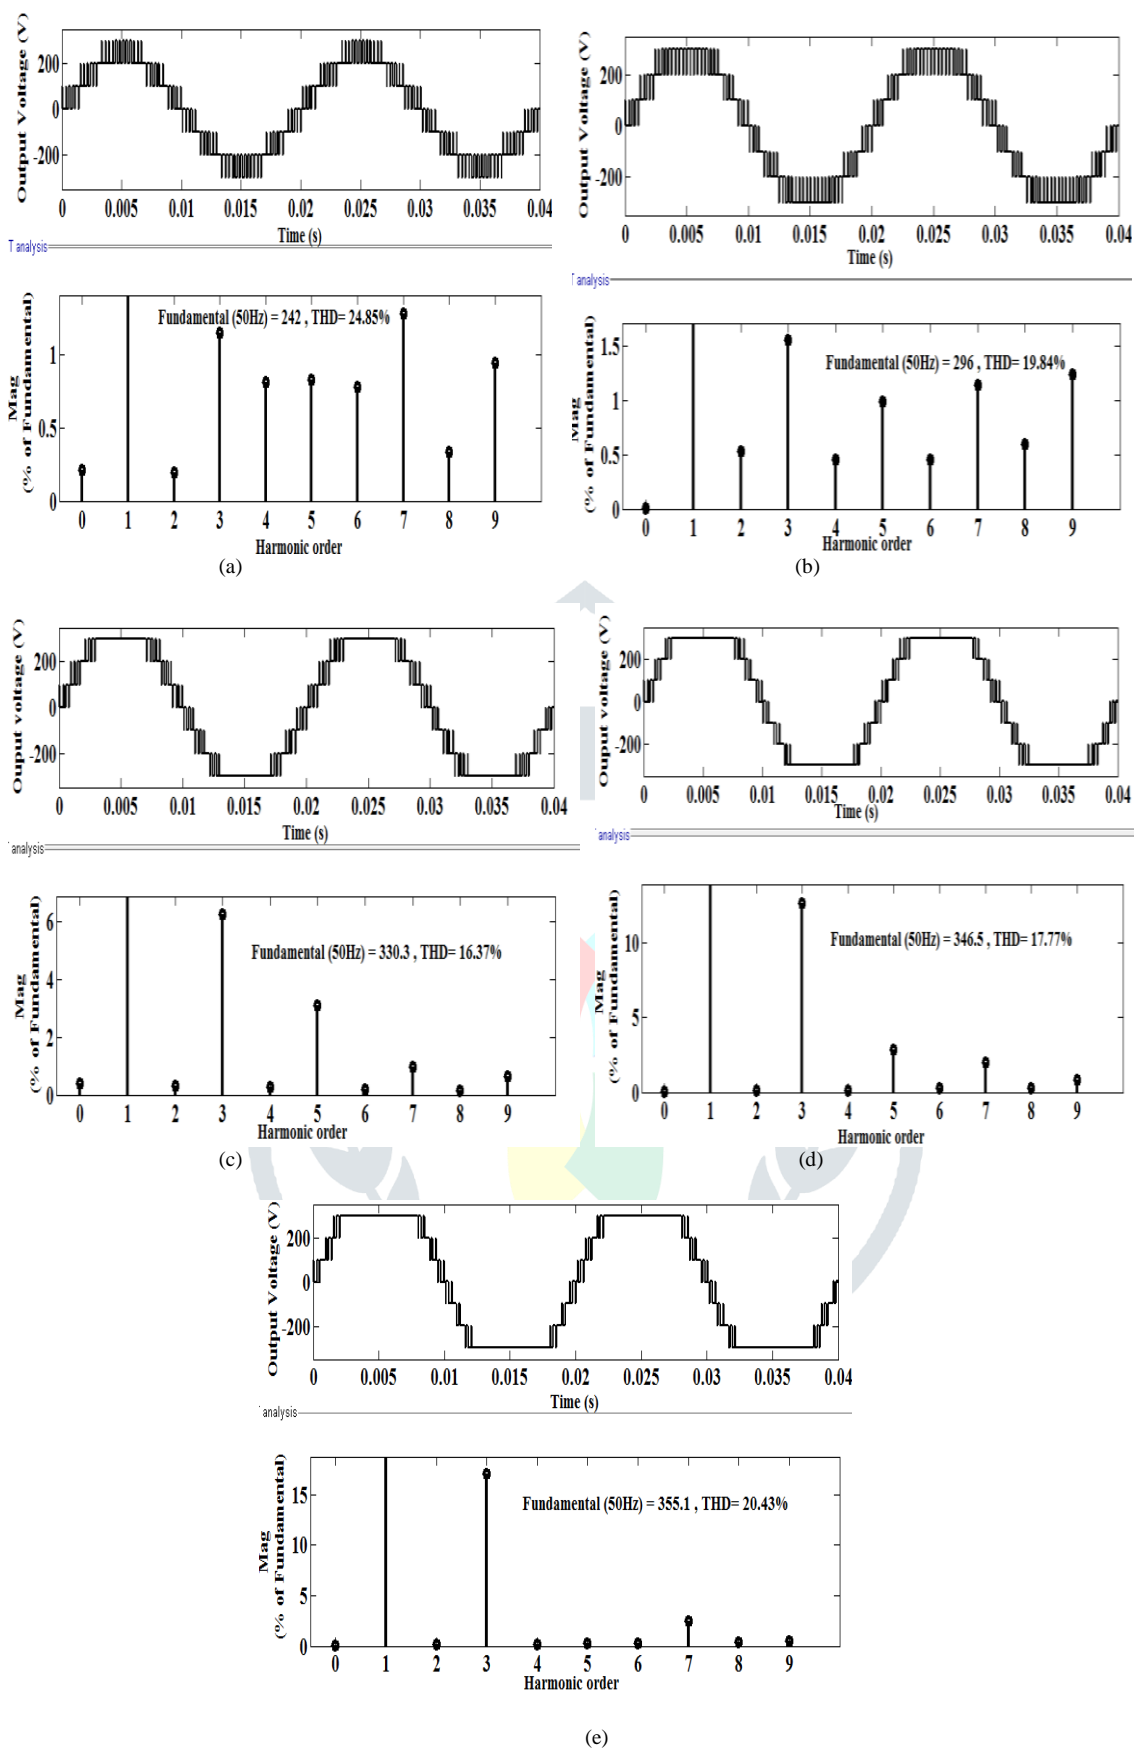 Output Voltage (V)
200
0
-200
0 0.005 0.01 0.015 0.02 0.025 0.03 0.035 0.04
Time (s)
T analysis
Mag
(% of Fundamental)
1
0.5
0
Fundamental (50Hz) = 242 , THD= 24.85%
0 1 2 3 4 5 6 7 8 9
Harmonic order
(a)
Output Voltage (V)
200
0
-200
0 0.005 0.01 0.015 0.02 0.025 0.03 0.035 0.04
Time (s)
T analysis
Mag
(% of Fundamental)
1.5
1
0.5
0
Fundamental (50Hz) = 296 , THD= 19.84%
0 1 2 3 4 5 6 7 8 9
Harmonic order
(b)
Ouput voltage (V)
200
0
-200
0 0.005 0.01 0.015 0.02 0.025 0.03 0.035 0.04
Time (s)
analysis
Mag
(% of Fundamental)
6
4
2
0
Fundamental (50Hz) = 330.3 , THD= 16.37%
0 1 2 3 4 5 6 7 8 9
Harmonic order
(c)
Ouput voltage (V)
200
0
-200
0 0.005 0.01 0.015 0.02 0.025 0.03 0.035 0.04
Time (s)
analysis
Mag
(% of Fundamental)
10
5
0
Fundamental (50Hz) = 346.5 , THD= 17.77%
0 1 2 3 4 5 6 7 8 9
Harmonic order
(d)
Output Voltage (V)
200
0
-200
0 0.005 0.01 0.015 0.02 0.025 0.03 0.035 0.04
Time (s)
analysis
Mag
(% of Fundamental)
15
10
5
0
Fundamental (50Hz) = 355.1 , THD= 20.43%
0 1 2 3 4 5 6 7 8 9
Harmonic order
(e)